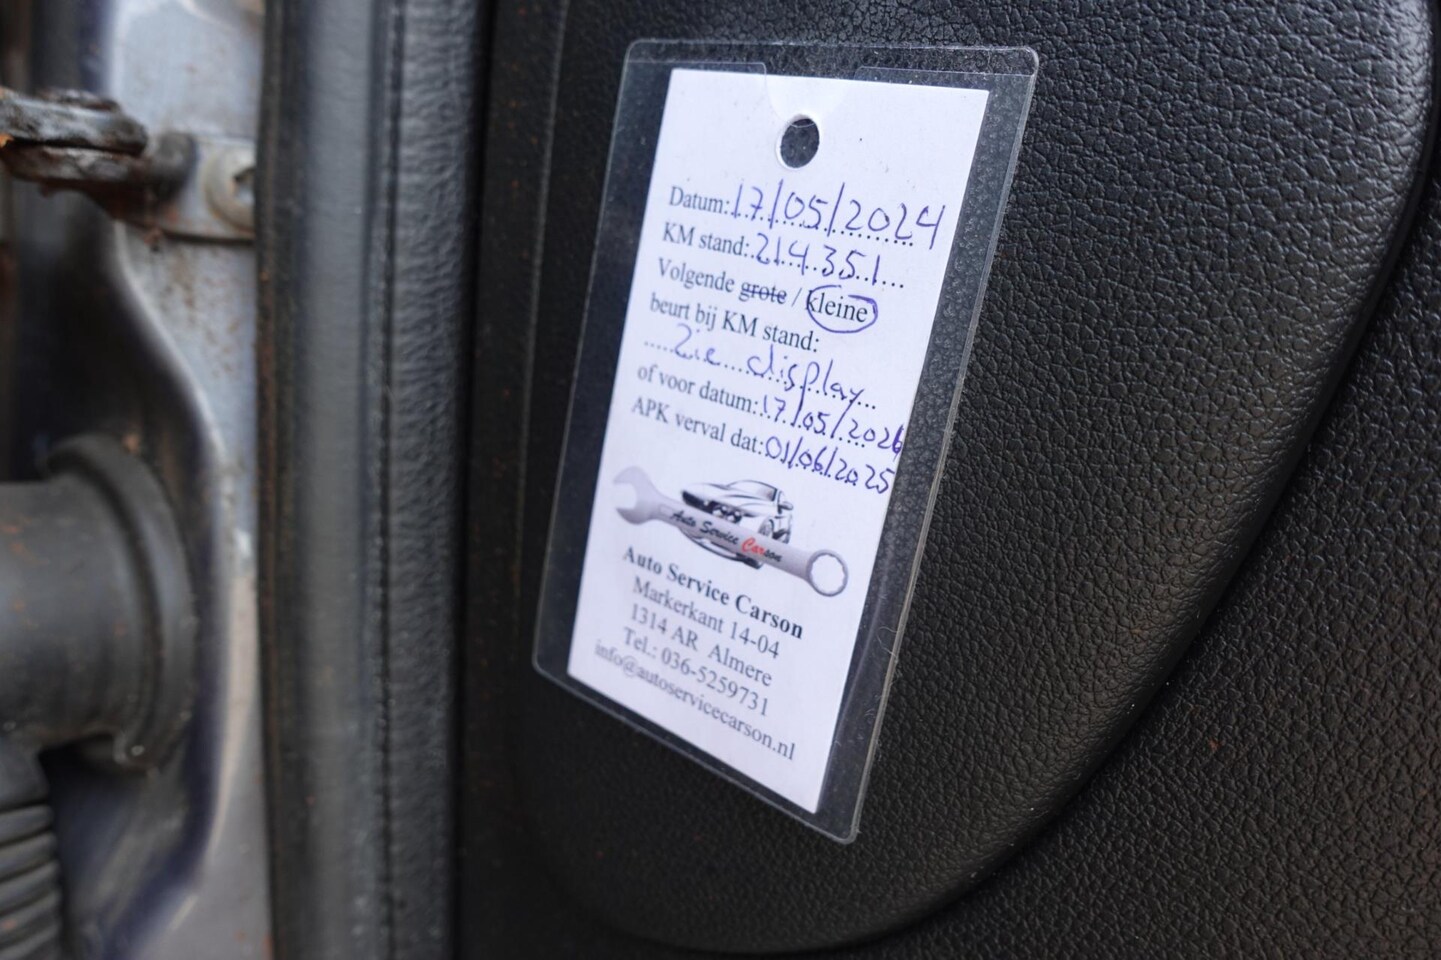 Datum: 17/05/2024
KM stand: 214.351
Volgende grote / kleine
beurt bij KM stand:
Zie display
of voor datum: 17/05/2026
APK verval dat: 01/06/2025
Auto Service Carson
Auto Service Carson
Markerkant 14-04
1314 AR Almere
Tel.: 036-5259731
info@autoservicecarson.nl